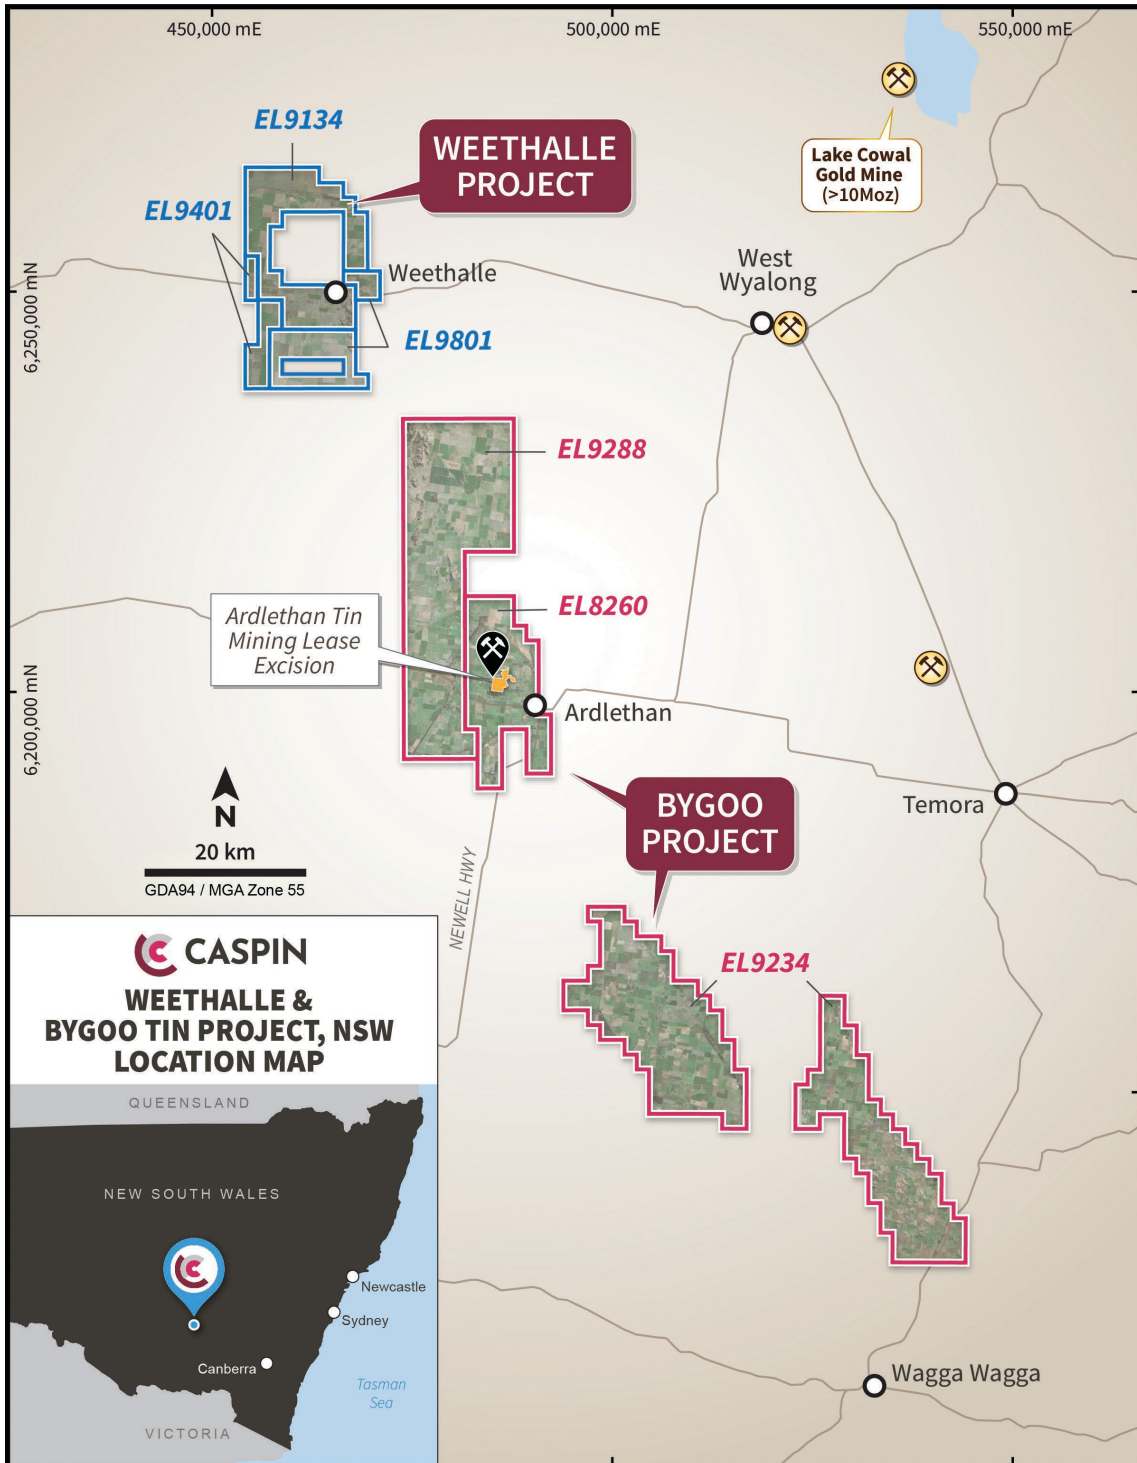 450,000 mE
500,000 mE
550,000 mE
EL9134
WEETHALLE
PROJECT
Lake Cowal
Gold Mine
(>10Moz)
EL9401
Weethalle
West
Wyalong
6,250,000 mN
EL9801
EL9288
EL8260
Ardlethan Tin
Mining Lease
Excision
6,200,000 mN
Ardlethan
BYGOO
PROJECT
Temora
N
20 km
GDA94 / MGA Zone 55
NEWELL HWY
EL9234
CASPIN
WEETHALLE &
BYGOO TIN PROJECT, NSW
LOCATION MAP
QUEENSLAND
NEW SOUTH WALES
Newcastle
Sydney
Canberra
Tasman
Sea
VICTORIA
Wagga Wagga